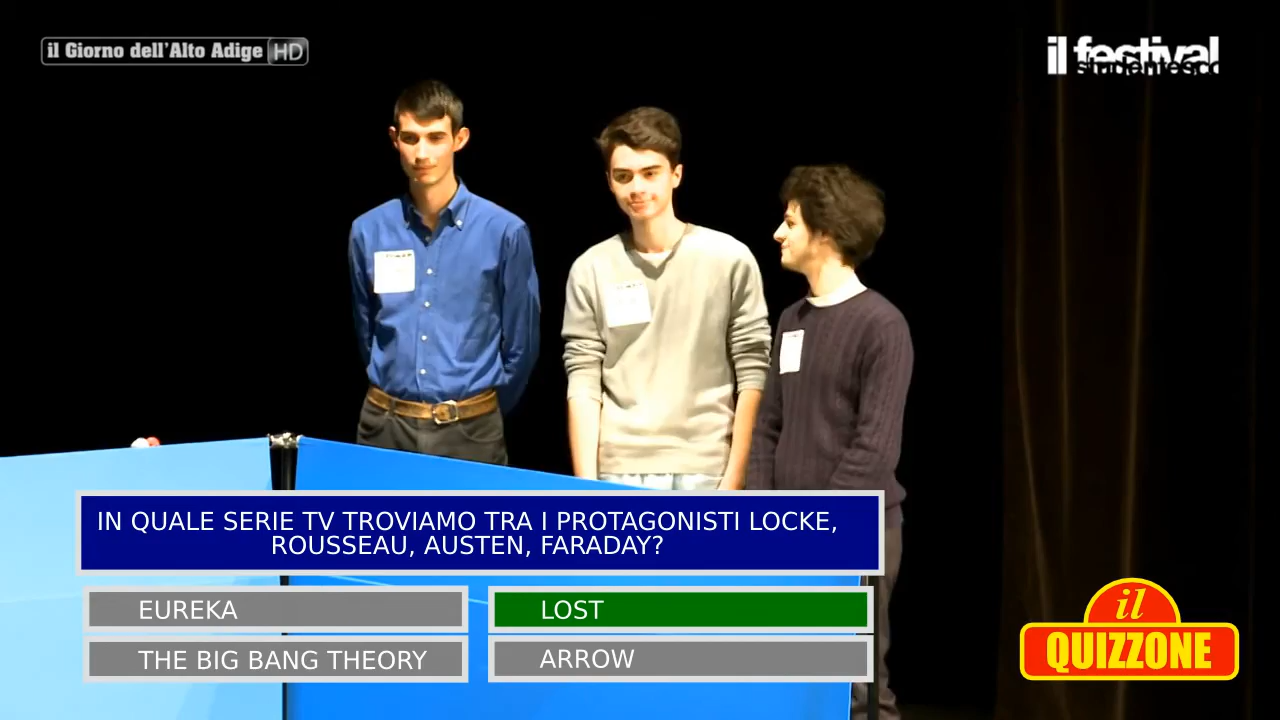 il Giorno dell'Alto Adige HD
il festival
studentesco
IN QUALE SERIE TV TROVIAMO TRA I PROTAGONISTI LOCKE,
ROUSSEAU, AUSTEN, FARADAY?
EUREKA
LOST
THE BIG BANG THEORY
ARROW
il
QUIZZONE